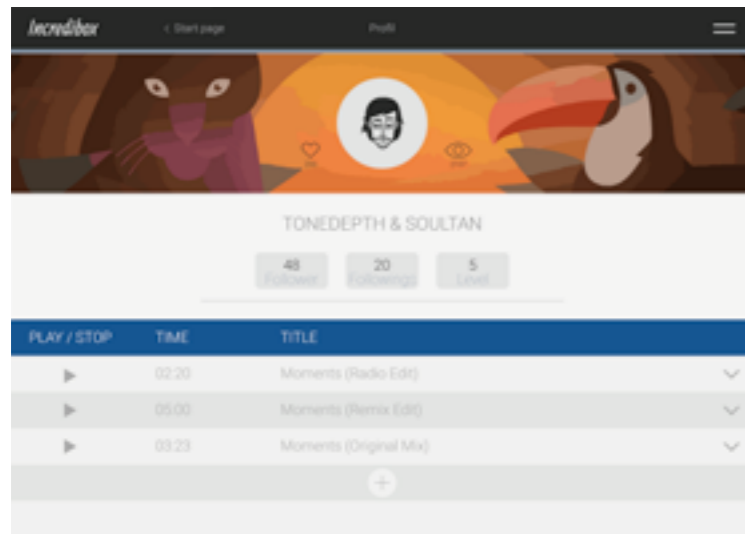 Incredibox
< Start page
Profil
TONEDEPTH & SOULTAN
48 20 5
Follower Followings Level
PLAY / STOP TIME TITLE
02:20 Moments (Radio Edit)
05:00 Moments (Remix Edit)
03:23 Moments (Original Mix)